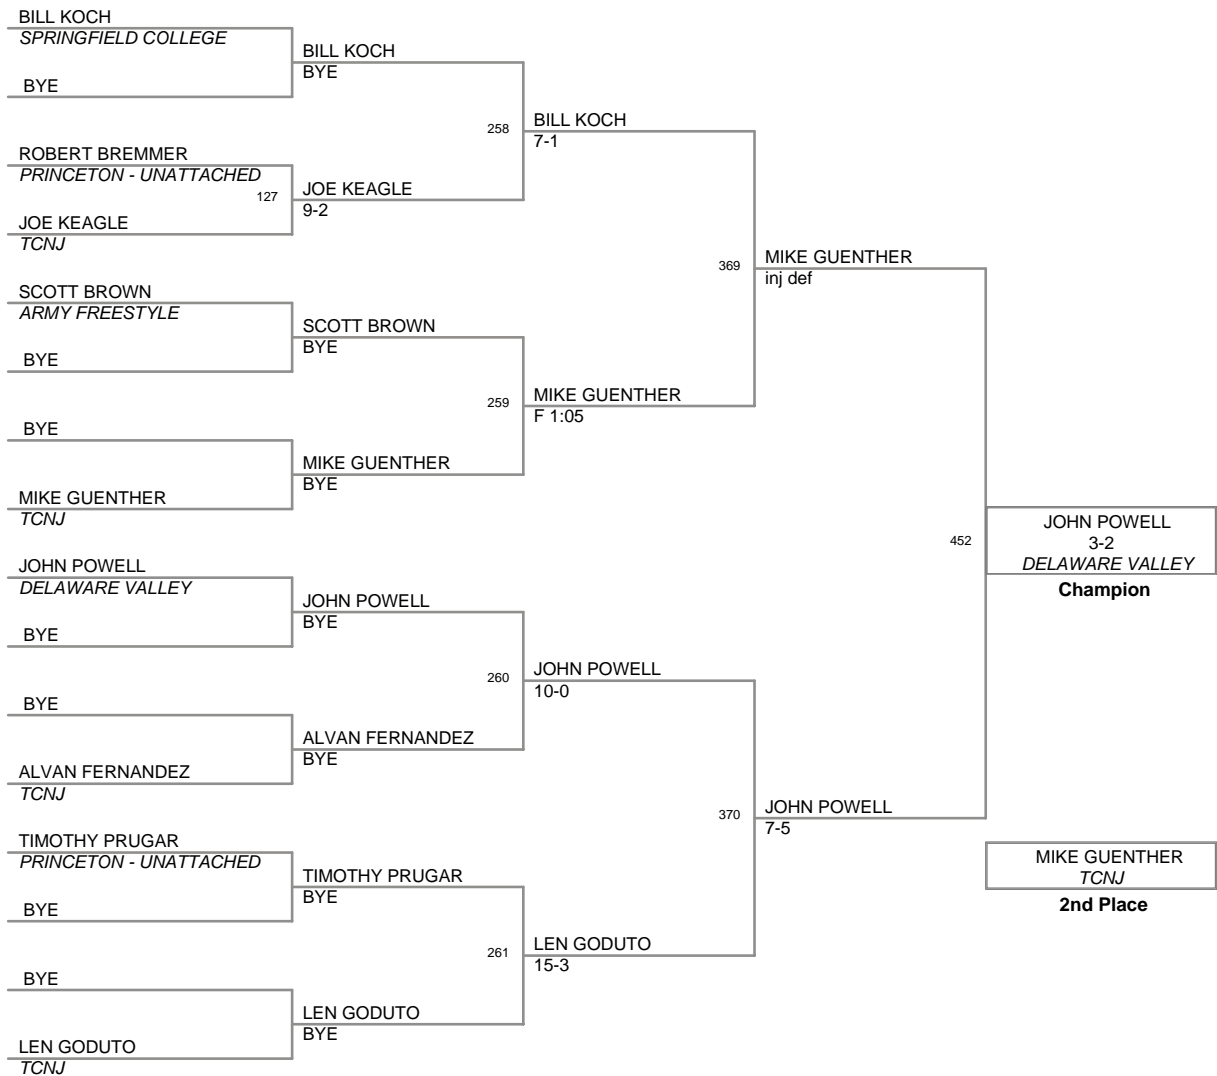 BILL KOCH
SPRINGFIELD COLLEGE
BYE
ROBERT BREMMER
PRINCETON - UNATTACHED
127
JOE KEAGLE
TCNJ
SCOTT BROWN
ARMY FREESTYLE
BYE
BYE
MIKE GUENTHER
TCNJ
JOHN POWELL
DELAWARE VALLEY
BYE
BYE
ALVAN FERNANDEZ
TCNJ
TIMOTHY PRUGAR
PRINCETON - UNATTACHED
BYE
BYE
LEN GODUTO
TCNJ
BILL KOCH
BYE
258
JOE KEAGLE
9-2
SCOTT BROWN
BYE
259
MIKE GUENTHER
BYE
JOHN POWELL
BYE
260
ALVAN FERNANDEZ
BYE
TIMOTHY PRUGAR
BYE
261
LEN GODUTO
BYE
BILL KOCH
7-1
369
MIKE GUENTHER
F 1:05
JOHN POWELL
10-0
370
LEN GODUTO
15-3
MIKE GUENTHER
inj def
452
JOHN POWELL
7-5
JOHN POWELL
3-2
DELAWARE VALLEY
Champion
MIKE GUENTHER
TCNJ
2nd Place